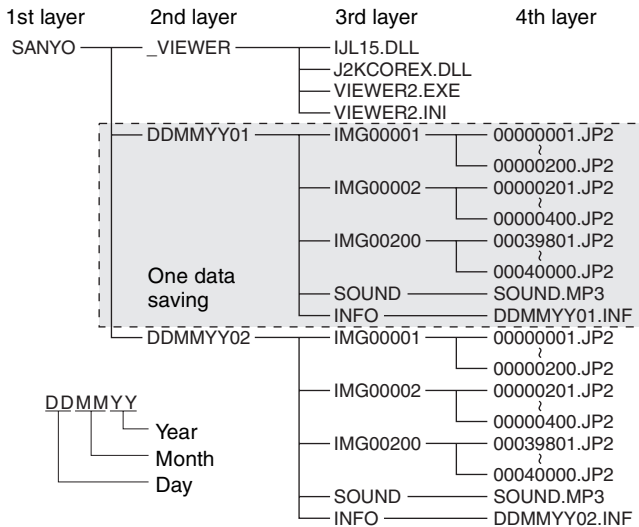 1st layer 2nd layer 3rd layer 4th layer
SANYO _VIEWER IJL15.DLL
J2KCOREX.DLL
VIEWER2.EXE
VIEWER2.INI
DDMMYY01 IMG00001 00000001.JP2
~
00000200.JP2
IMG00002 00000201.JP2
~
00000400.JP2
IMG00200 00039801.JP2
~
One data 00040000.JP2
saving SOUND SOUND.MP3
INFO DDMMYY01.INF
DDMMYY02 IMG00001 00000001.JP2
~
00000200.JP2
IMG00002 00000201.JP2
~
DDMMYY 00000400.JP2
Year IMG00200 00039801.JP2
~
Month 00040000.JP2
Day SOUND SOUND.MP3
INFO DDMMYY02.INF